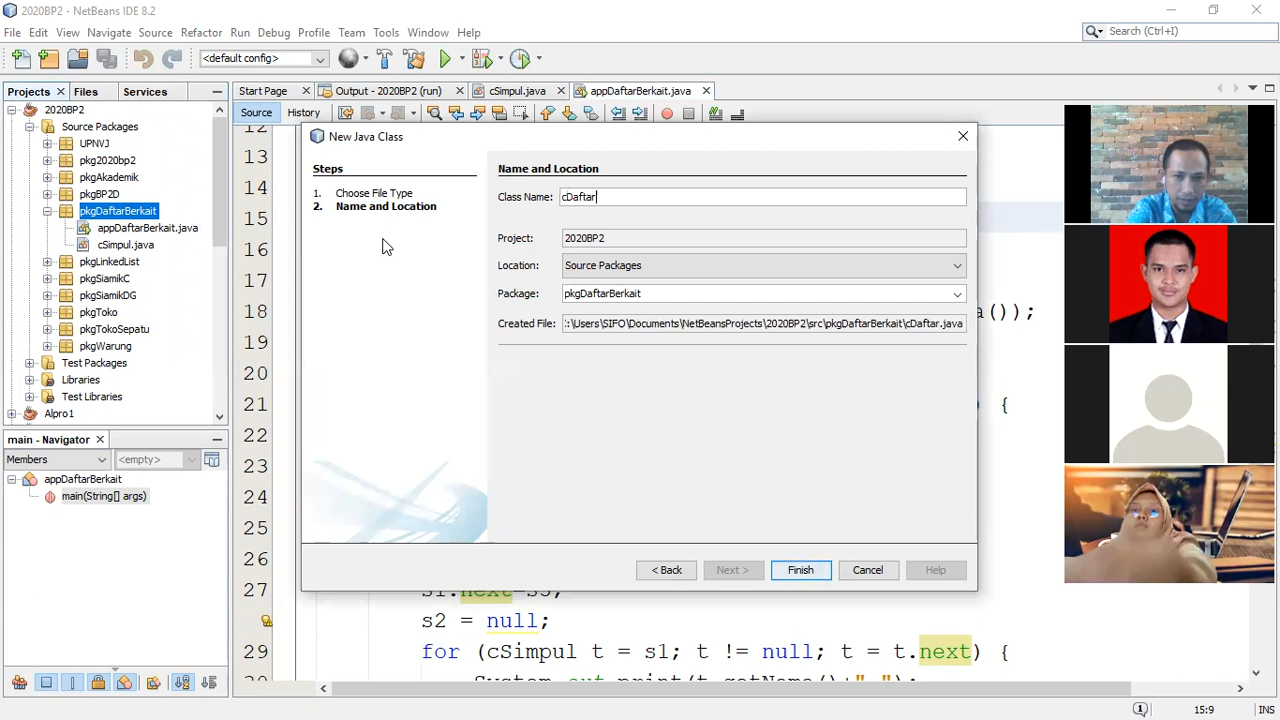 2020BP2 - NetBeans IDE 8.2
File Edit View Navigate Source Refactor Run Debug Profile Team Tools Window Help
Search (Ctrl+I)
<default config>
Projects Files Services
Start Page Output - 2020BP2 (run) cSimpul.java appDaftarBerkait.java
Source History
2020BP2
Source Packages
UPNVJ
pkg2020bp2
pkgAkademik
pkgBP2D
pkgDaftarBerkait
appDaftarBerkait.java
cSimpul.java
pkgLinkedList
pkgSiamikC
pkgSiamikDG
pkgToko
pkgTokoSepatu
pkgWarung
Test Packages
Libraries
Test Libraries
Alpro1
main - Navigator
Members <empty>
appDaftarBerkait
main(String[] args)
12
13
14
15
16
17
18 a());
19
20
21 ) {
22
23
24
25
26
27
28 s2 = null;
29 for (cSimpul t = s1; t != null; t = t.next) {
New Java Class
Steps
1. Choose File Type
2. Name and Location
Name and Location
Class Name: cDaftar
Project: 2020BP2
Location: Source Packages
Package: pkgDaftarBerkait
Created File: :\Users\SIFO\Documents\NetBeansProjects\2020BP2\src\pkgDaftarBerkait\cDaftar.java
< Back Next > Finish Cancel Help
15:9 INS